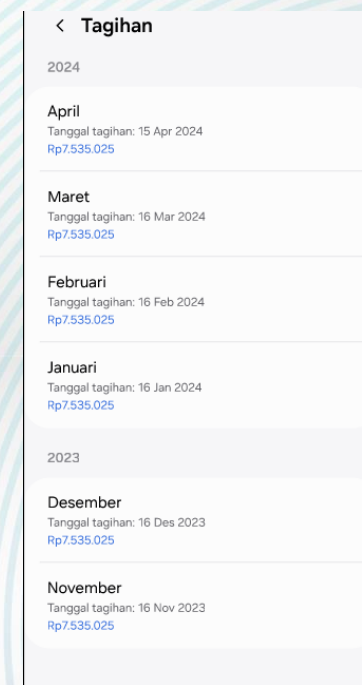 Tagihan
2024
April
Tanggal tagihan: 15 Apr 2024
Rp7.535.025
Maret
Tanggal tagihan: 16 Mar 2024
Rp7.535.025
Februari
Tanggal tagihan: 16 Feb 2024
Rp7.535.025
Januari
Tanggal tagihan: 16 Jan 2024
Rp7.535.025
2023
Desember
Tanggal tagihan: 16 Des 2023
Rp7.535.025
November
Tanggal tagihan: 16 Nov 2023
Rp7.535.025